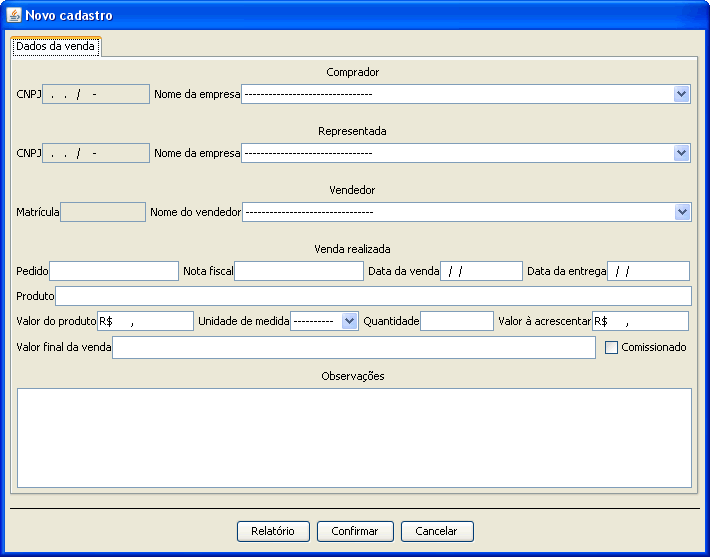 Novo cadastro
Dados da venda
Comprador
CNPJ . . / - Nome da empresa --------------------------------
Representada
CNPJ . . / - Nome da empresa --------------------------------
Vendedor
Matrícula Nome do vendedor --------------------------------
Venda realizada
Pedido Nota fiscal Data da venda / / Data da entrega / /
Produto
Valor do produto R$ , Unidade de medida ---------- Quantidade Valor à acrescentar R$ ,
Valor final da venda Comissionado
Observações
Relatório Confirmar Cancelar